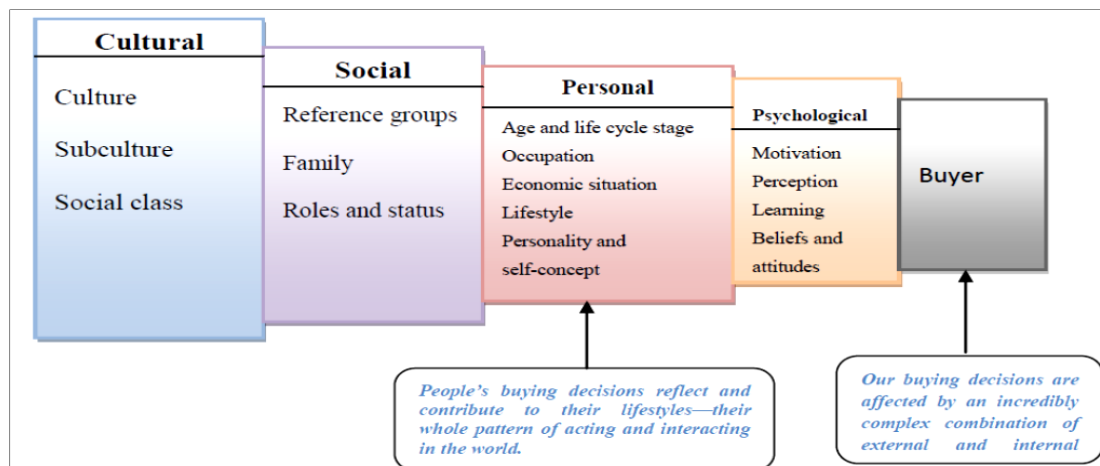 Cultural
Culture
Subculture
Social class
Social
Reference groups
Family
Roles and status
Personal
Age and life cycle stage
Occupation
Economic situation
Lifestyle
Personality and
self-concept
Psychological
Motivation
Perception
Learning
Beliefs and
attitudes
Buyer
People’s buying decisions reflect and
contribute to their lifestyles—their
whole pattern of acting and interacting
in the world.
Our buying decisions are
affected by an incredibly
complex combination of
external and internal